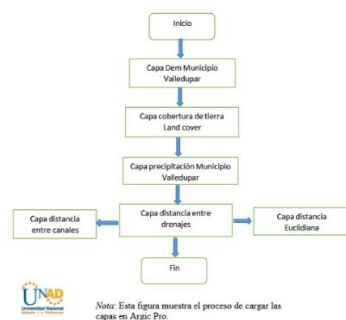 Inicio
Capa Dem Municipio
Valledupar
Capa cobertura de tierra
Land cover
Capa precipitación Municipio
Valledupar
Capa distancia
entre canales
Capa distancia entre
drenajes
Capa distancia
Euclidiana
Fin
UNAD
Universidad Nacional
Abierta y a Distancia
Nota: Esta figura muestra el proceso de cargar las
capas en Argic Pro.